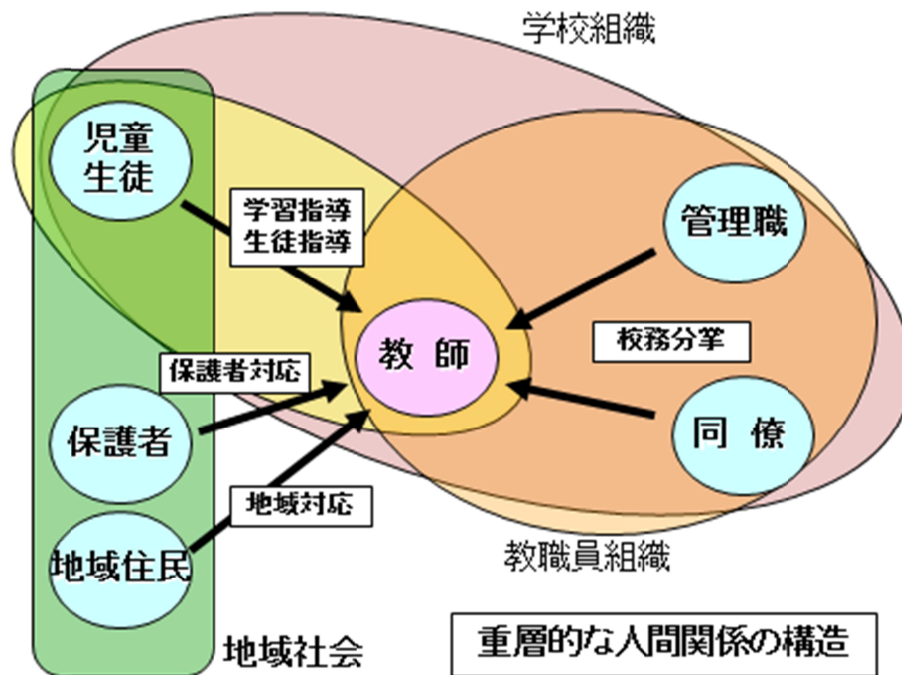 学校組織
児童
生徒
学習指導
生徒指導
管理職
教 師
校務分掌
保護者対応
保護者
同 僚
地域対応
地域住民
教職員組織
地域社会
重層的な人間関係の構造